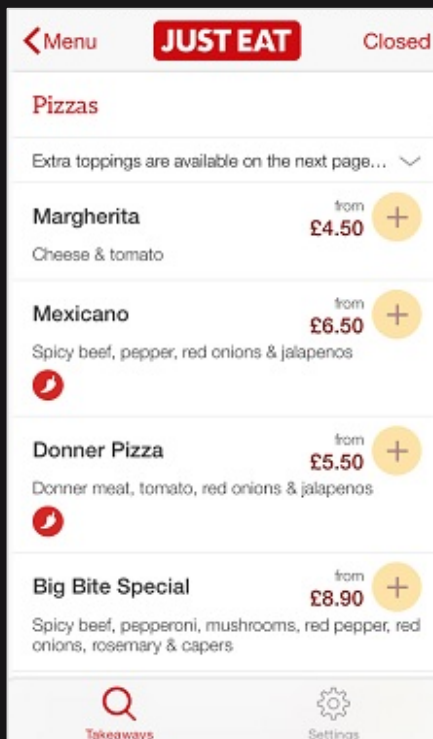 Menu
JUST EAT
Closed
Pizzas
Extra toppings are available on the next page...
Margherita
from
£4.50
Cheese & tomato
Mexicano
from
£6.50
Spicy beef, pepper, red onions & jalapenos
Donner Pizza
from
£5.50
Donner meat, tomato, red onions & jalapenos
Big Bite Special
from
£8.90
Spicy beef, pepperoni, mushrooms, red pepper, red
onions, rosemary & capers
Takeaways
Settings